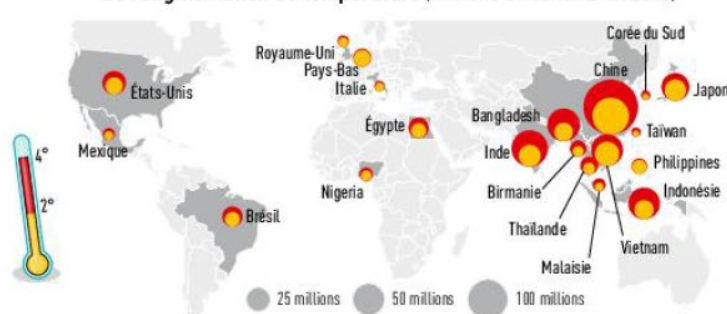 Corée du Sud
Royaume-Uni
Chine
Pays-Bas
États-Unis
Italie
Japon
Bangladesh
Égypte
Taïwan
Mexique
Inde
4°
Philippines
Nigeria
Birmanie
Indonésie
2°
Brésil
Thaïlande
Vietnam
Malaisie
25 millions
50 millions
100 millions